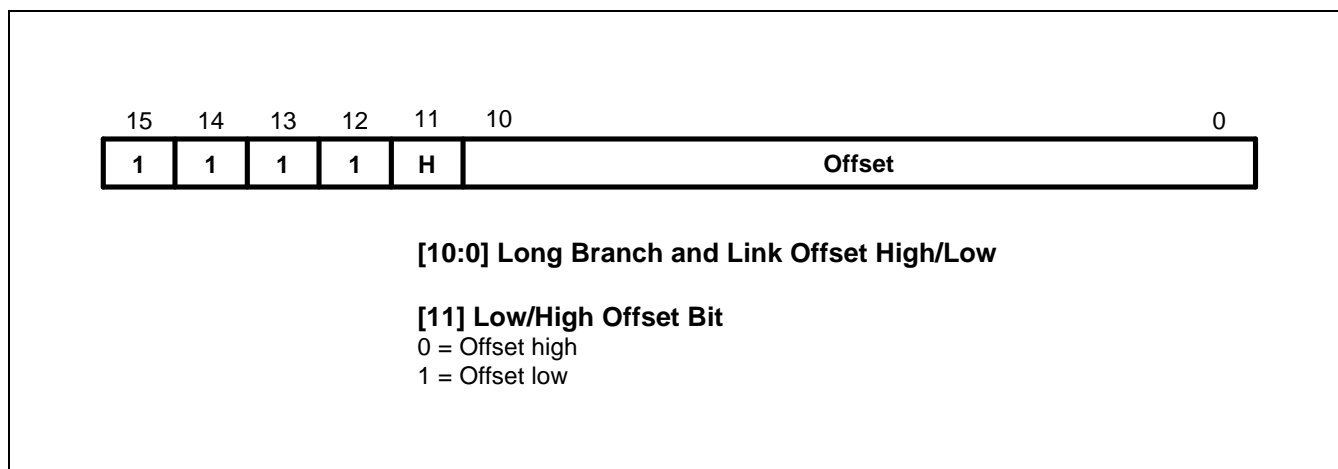 15 14 13 12 11 10 0
1 1 1 1 H Offset
[10:0] Long Branch and Link Offset High/Low
[11] Low/High Offset Bit
0 = Offset high
1 = Offset low